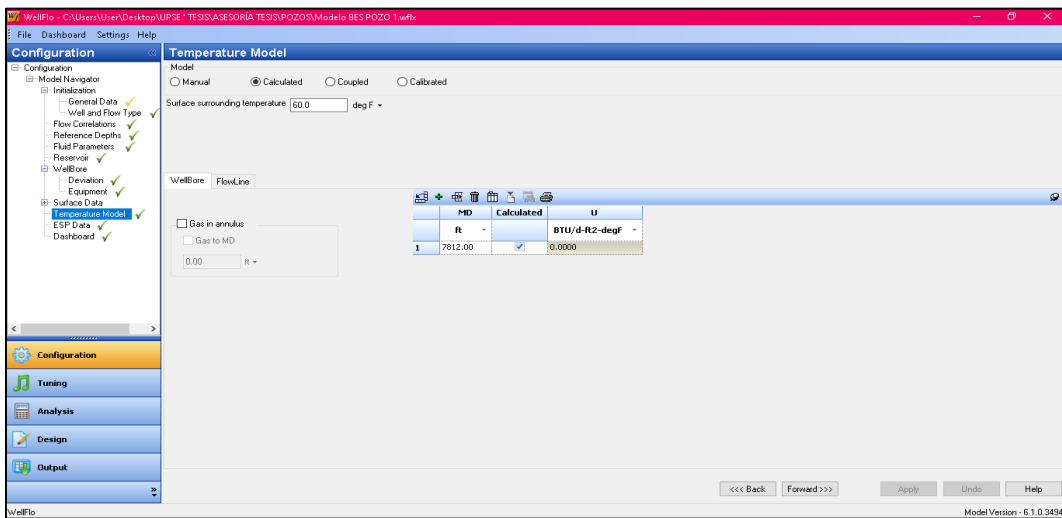 WellFlo - C:\Users\User\Desktop\UPSE ' TESIS\ASESORÍA TESIS\POZOS\Modelo BES POZO 1.wflx
File Dashboard Settings Help
Configuration
Temperature Model
Configuration
Model Navigator
Initialization
General Data
Well and Flow Type
Flow Correlations
Reference Depths
Fluid Parameters
Reservoir
WellBore
Deviation
Equipment
Surface Data
Temperature Model
ESP Data
Dashboard
Model
Manual Calculated Coupled Calibrated
Surface surrounding temperature 60.0 deg F
WellBore FlowLine
Gas in annulus
Gas to MD
0.00 ft
MD Calculated U
ft BTU/d-ft2-degF
1 7812.00 0.0000
Configuration
Tuning
Analysis
Design
Output
<<< Back Forward >>> Apply Undo Help
WellFlo Model Version - 6.1.0.3494